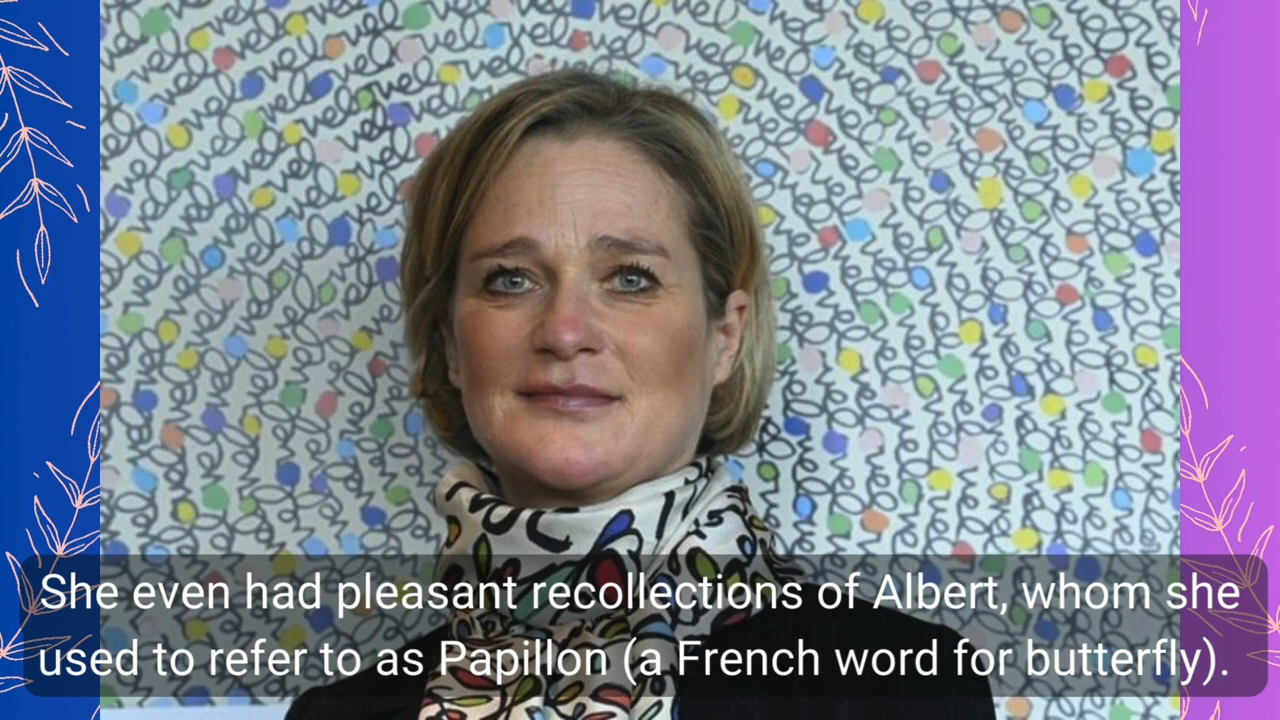 She even had pleasant recollections of Albert, whom she
used to refer to as Papillon (a French word for butterfly).